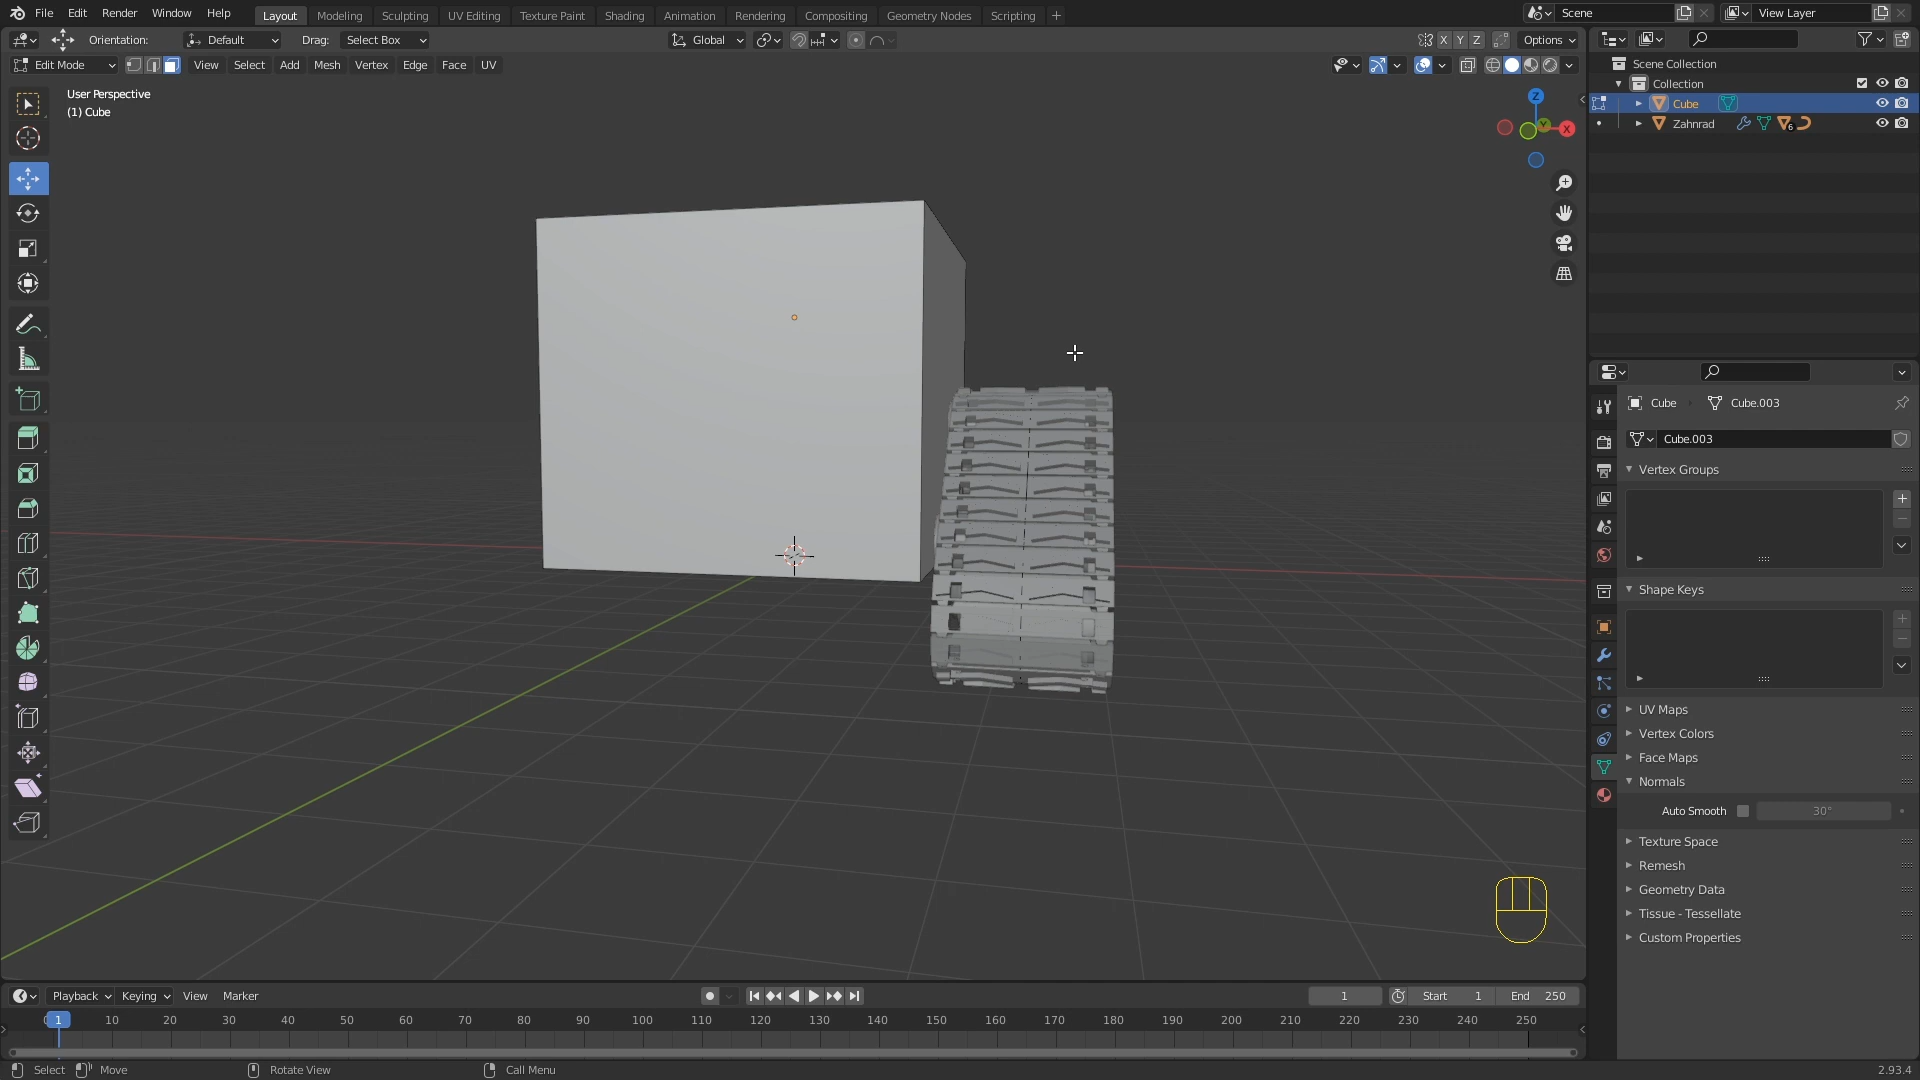 File Edit Render Window Help Layout Modeling Sculpting UV Editing Texture Paint Shading Animation Rendering Compositing Geometry Nodes Scripting + Scene View Layer
Orientation: Default Drag: Select Box Global X Y Z Options
Edit Mode View Select Add Mesh Vertex Edge Face UV
Scene Collection
Collection
Cube
Zahnrad 6
User Perspective
(1) Cube
Z
Y
X
Cube Cube.003
Cube.003
Vertex Groups
Shape Keys
UV Maps
Vertex Colors
Face Maps
Normals
Auto Smooth 30°
Texture Space
Remesh
Geometry Data
Tissue - Tessellate
Custom Properties
Playback Keying View Marker 1 Start 1 End 250
1 10 20 30 40 50 60 70 80 90 100 110 120 130 140 150 160 170 180 190 200 210 220 230 240 250
Select Move Rotate View Call Menu 2.93.4